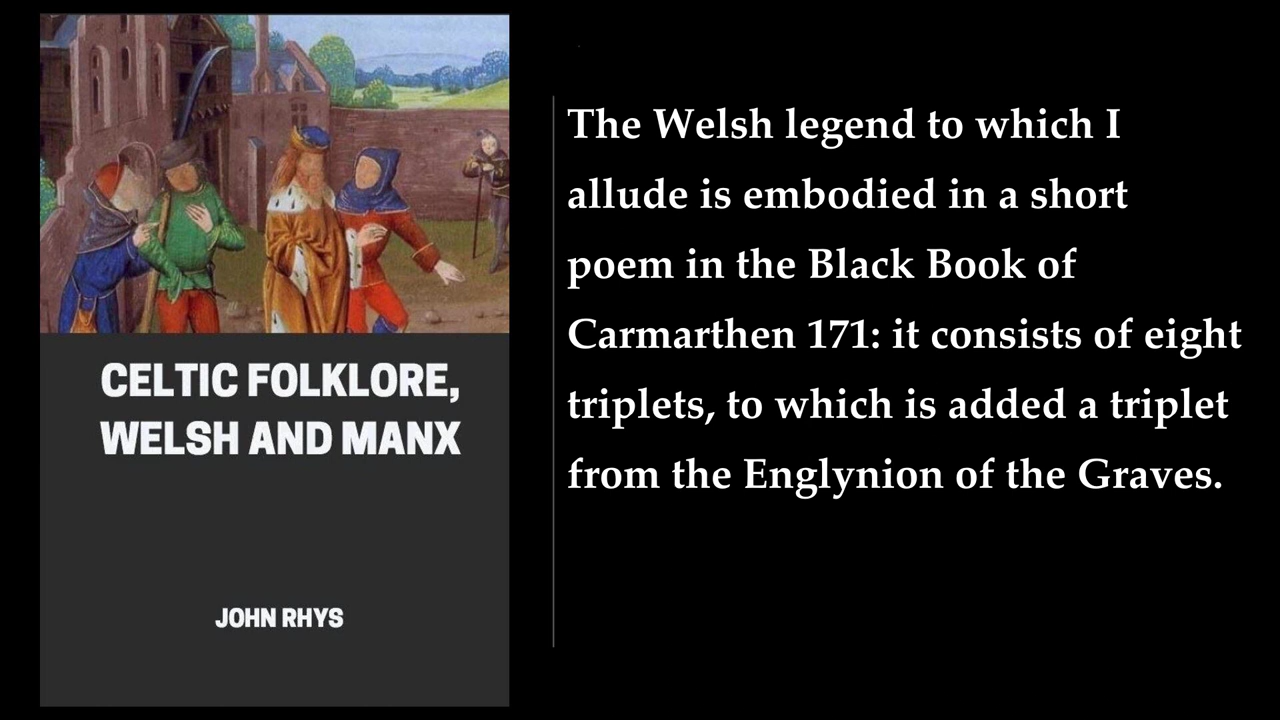 CELTIC FOLKLORE,
WELSH AND MANX
JOHN RHYS
The Welsh legend to which I
allude is embodied in a short
poem in the Black Book of
Carmarthen 171: it consists of eight
triplets, to which is added a triplet
from the Englynion of the Graves.